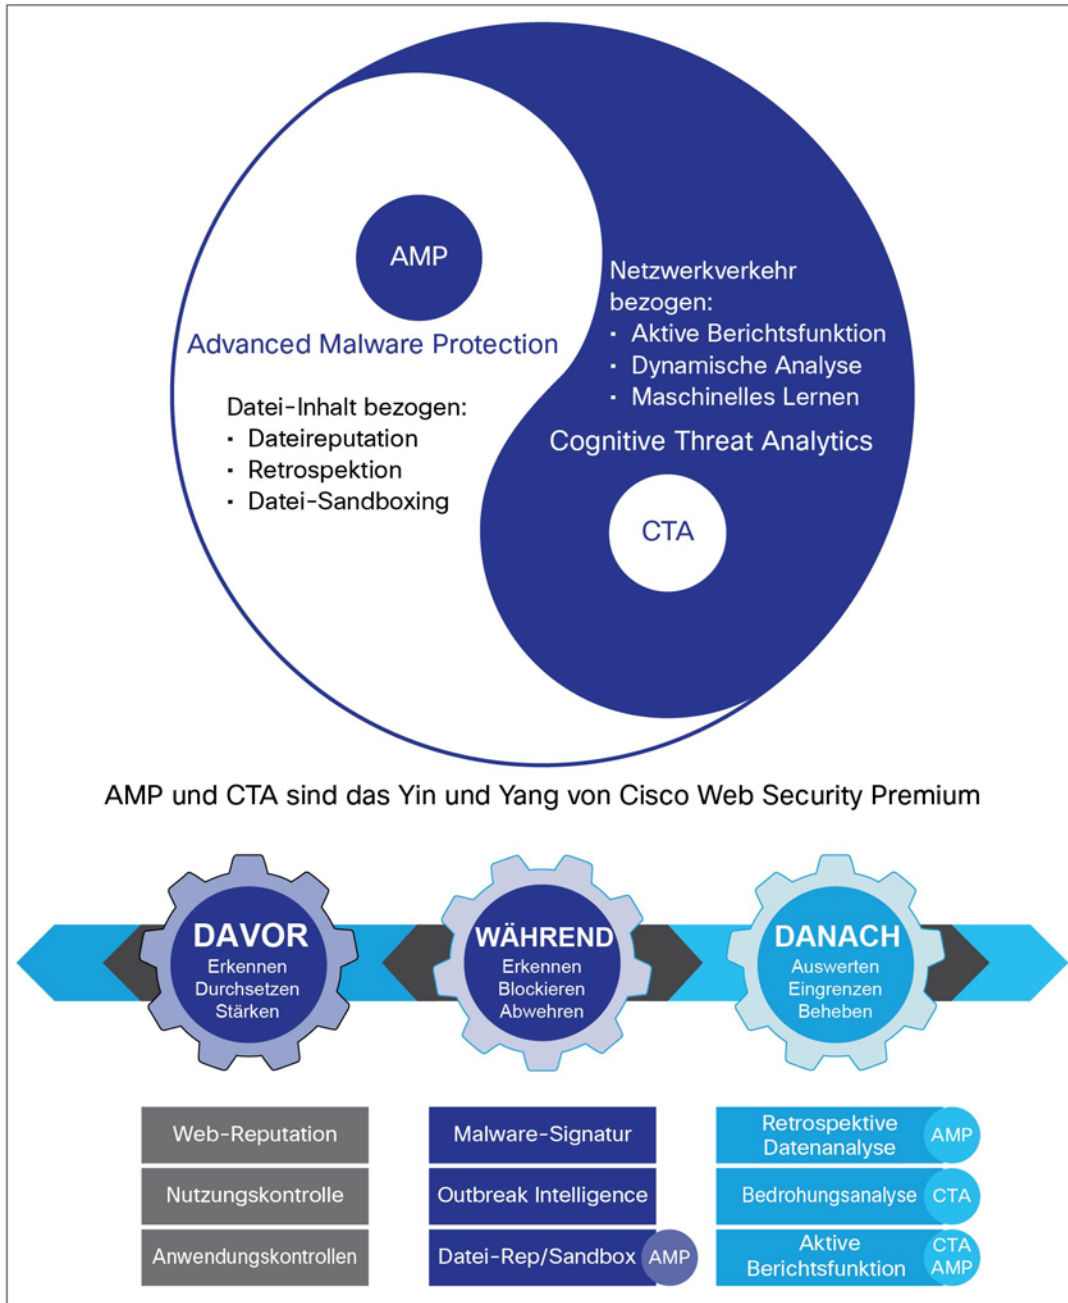 AMP
Advanced Malware Protection
Datei-Inhalt bezogen:
· Dateireputation
· Retrospektion
· Datei-Sandboxing
Netzwerkverkehr
bezogen:
· Aktive Berichtsfunktion
· Dynamische Analyse
· Maschinelles Lernen
Cognitive Threat Analytics
CTA
AMP und CTA sind das Yin und Yang von Cisco Web Security Premium
DAVOR
Erkennen
Durchsetzen
Stärken
WÄHREND
Erkennen
Blockieren
Abwehren
DANACH
Auswerten
Eingrenzen
Beheben
Web-Reputation
Nutzungskontrolle
Anwendungskontrollen
Malware-Signatur
Outbreak Intelligence
Datei-Rep/Sandbox AMP
Retrospektive
Datenanalyse
AMP
Bedrohungsanalyse CTA
Aktive
Berichtsfunktion
CTA
AMP